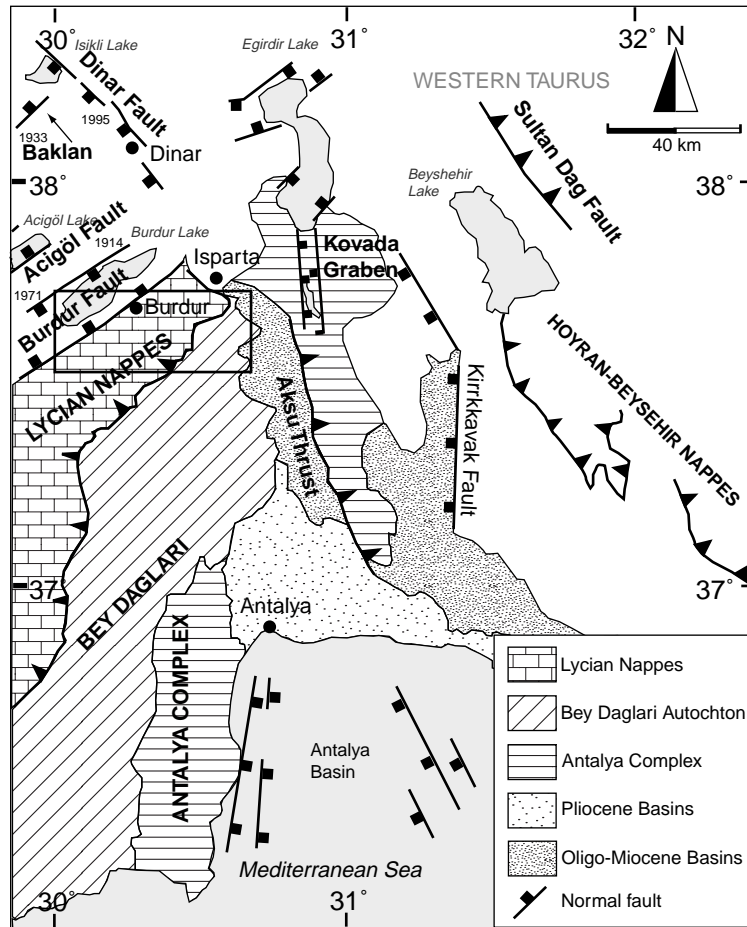 30° 31° 32°
Isikli Lake
Egirdir Lake
Dinar Fault
WESTERN TAURUS
N
40 km
1995
1933
Baklan
Dinar
Sultan Dag Fault
38° 38°
Beyshehir
Lake
Acigöl Lake
Acigöl Fault
Burdur Lake
1914
Isparta
Kovada
Graben
1971
Burdur Fault
Burdur
LYCIAN NAPPES
Aksu Thrust
Kirrkkavak Fault
HOYRAN-BEYSEHIR NAPPES
BEY DAGLARI
37° 37°
Antalya
ANTALYA COMPLEX
Antalya
Basin
Mediterranean Sea
Lycian Nappes
Bey Daglari Autochton
Antalya Complex
Pliocene Basins
Oligo-Miocene Basins
Normal fault
30° 31°